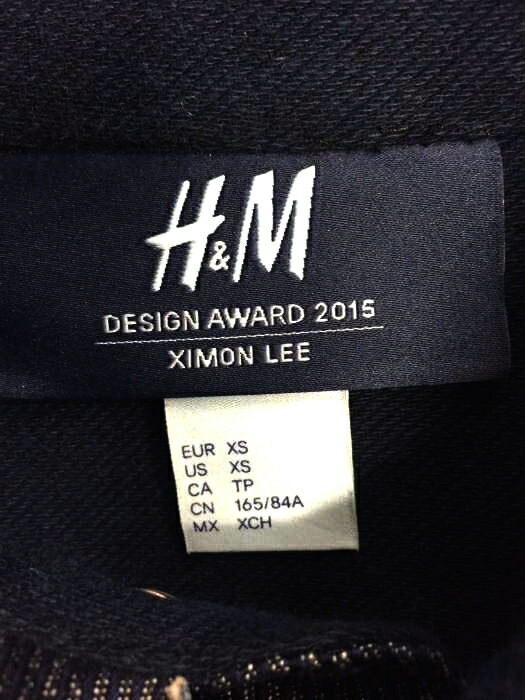 H&M
DESIGN AWARD 2015
XIMON LEE
EUR XS
US XS
CA TP
CN 165/84A
MX XCH